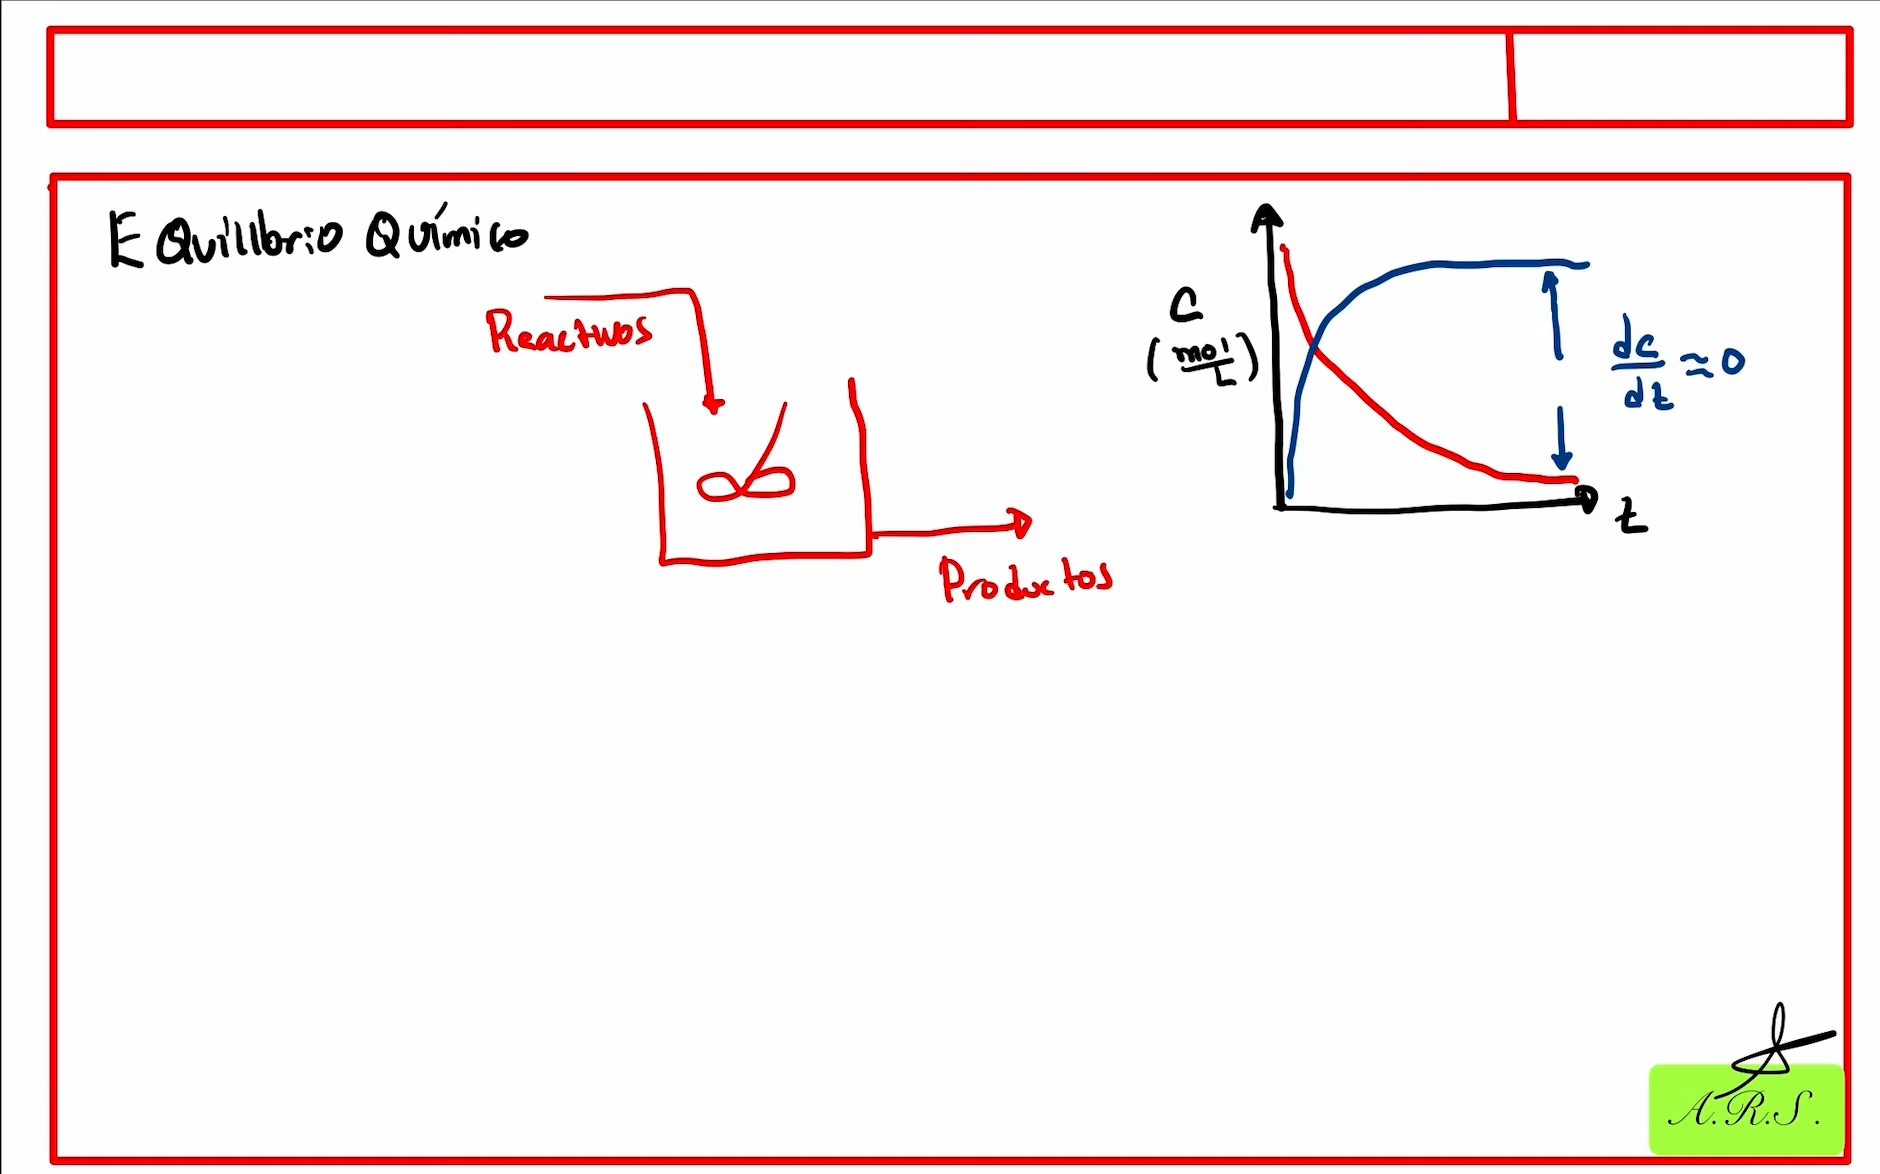 Equilibrio Químico
Reactivos
Productos
C
(mol/L)
dc/dt ≈ 0
t
A.R.S.